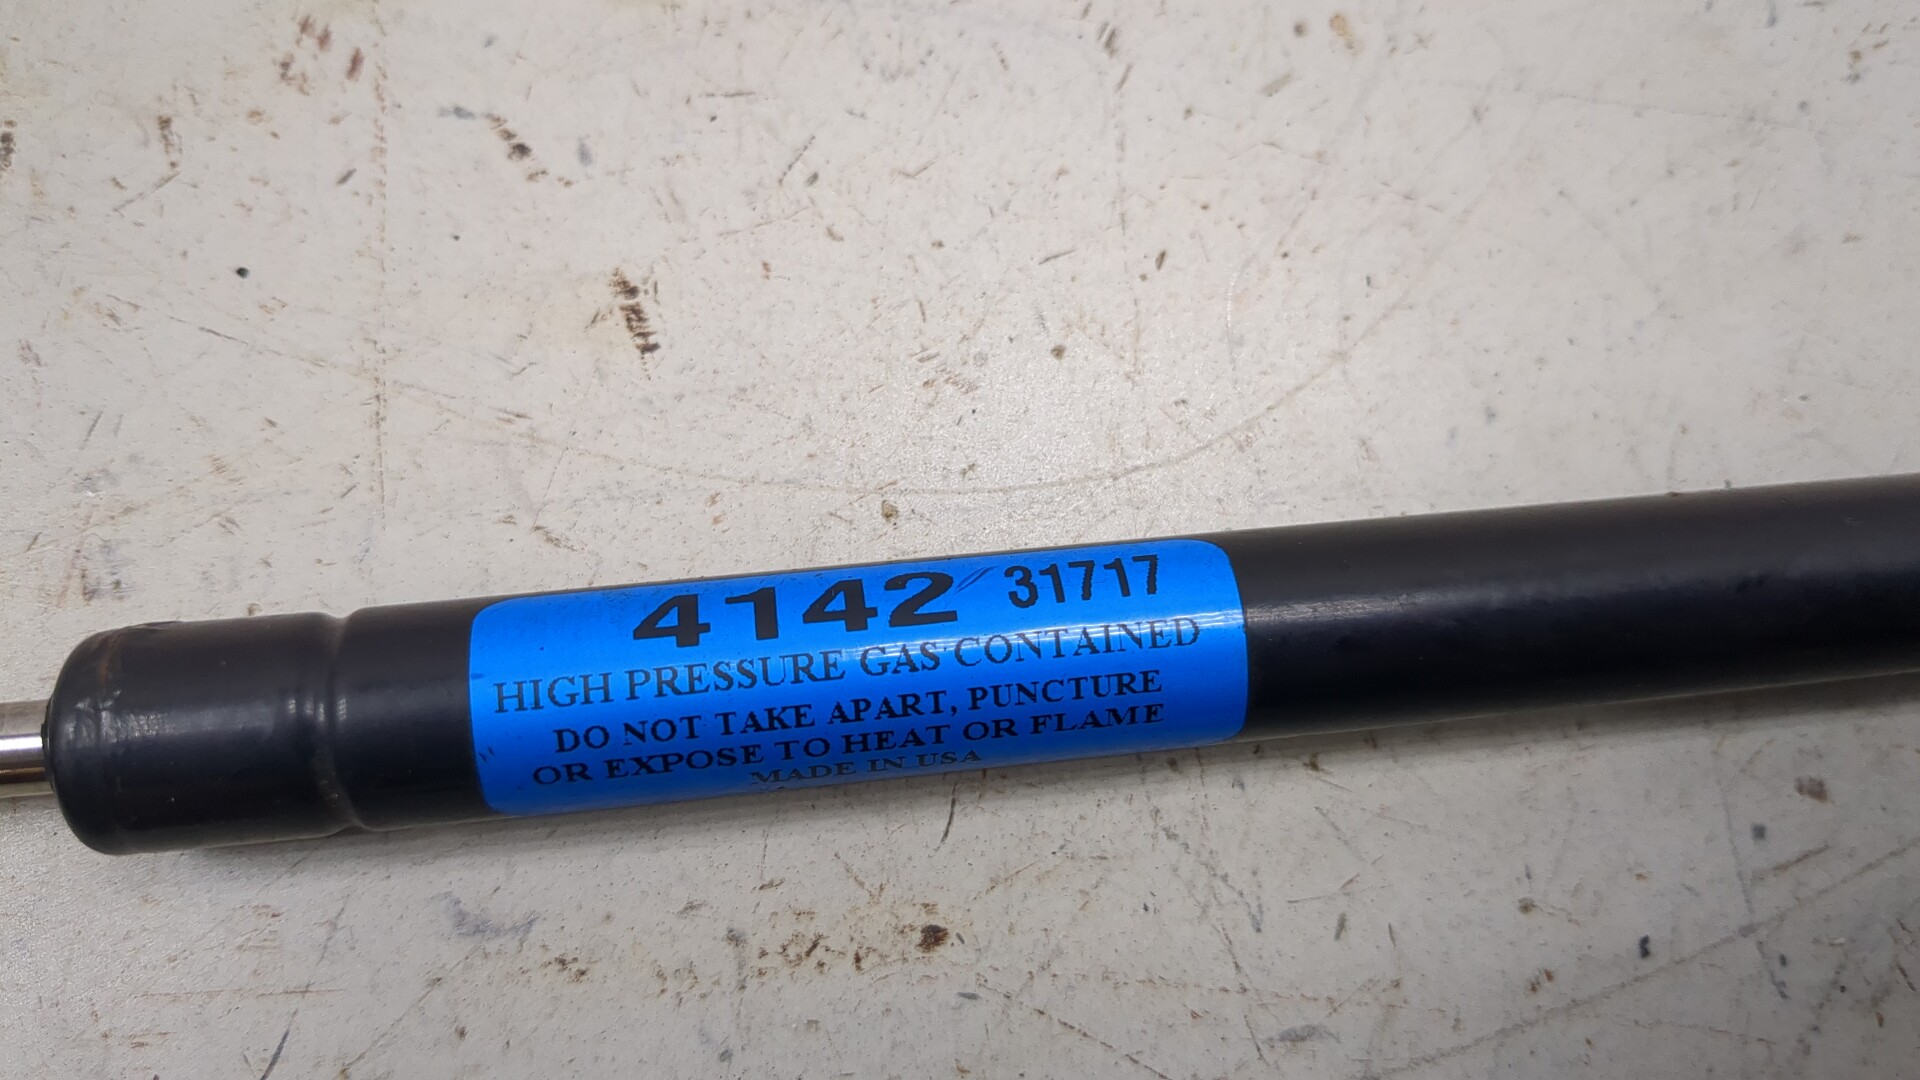 4142 31717
HIGH PRESSURE GAS CONTAINED
DO NOT TAKE APART, PUNCTURE
OR EXPOSE TO HEAT OR FLAME
MADE IN USA